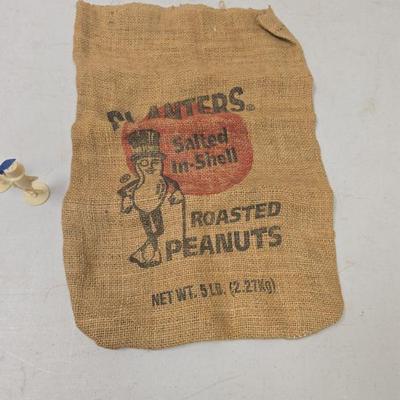 PLANTERS®
Salted
In-Shell
ROASTED
PEANUTS
NET WT. 5 LB. (2.27Kg)